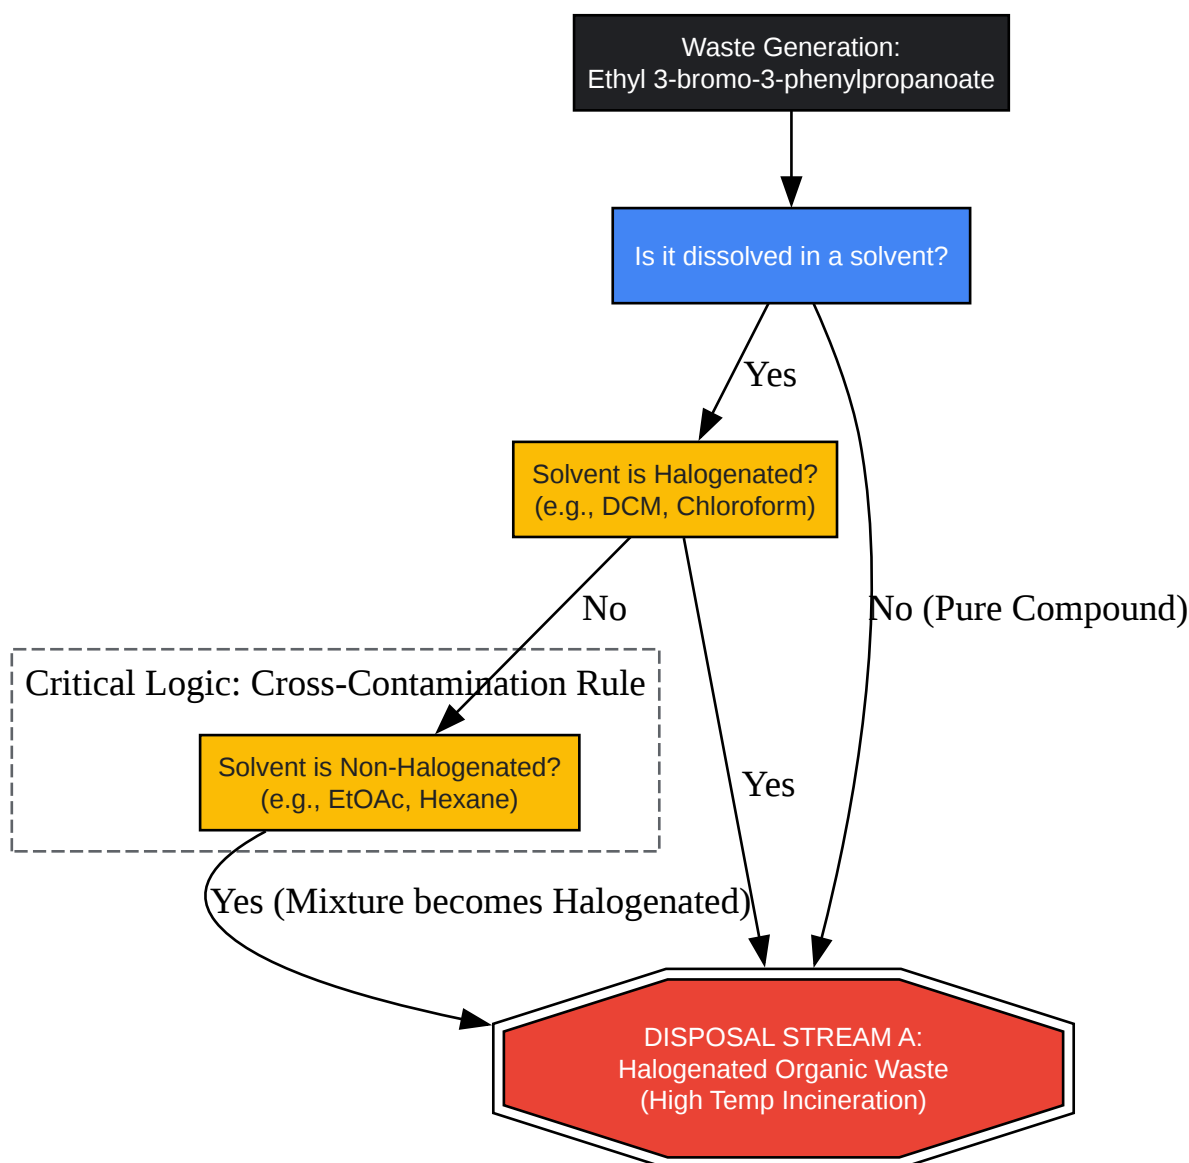 Waste Generation:
Ethyl 3-bromo-3-phenylpropanoate
Is it dissolved in a solvent?
Yes
Solvent is Halogenated?
(e.g., DCM, Chloroform)
No
No (Pure Compound)
Critical Logic: Cross-Contamination Rule
Solvent is Non-Halogenated?
(e.g., EtOAc, Hexane)
Yes
Yes (Mixture becomes Halogenated)
DISPOSAL STREAM A:
Halogenated Organic Waste
(High Temp Incineration)